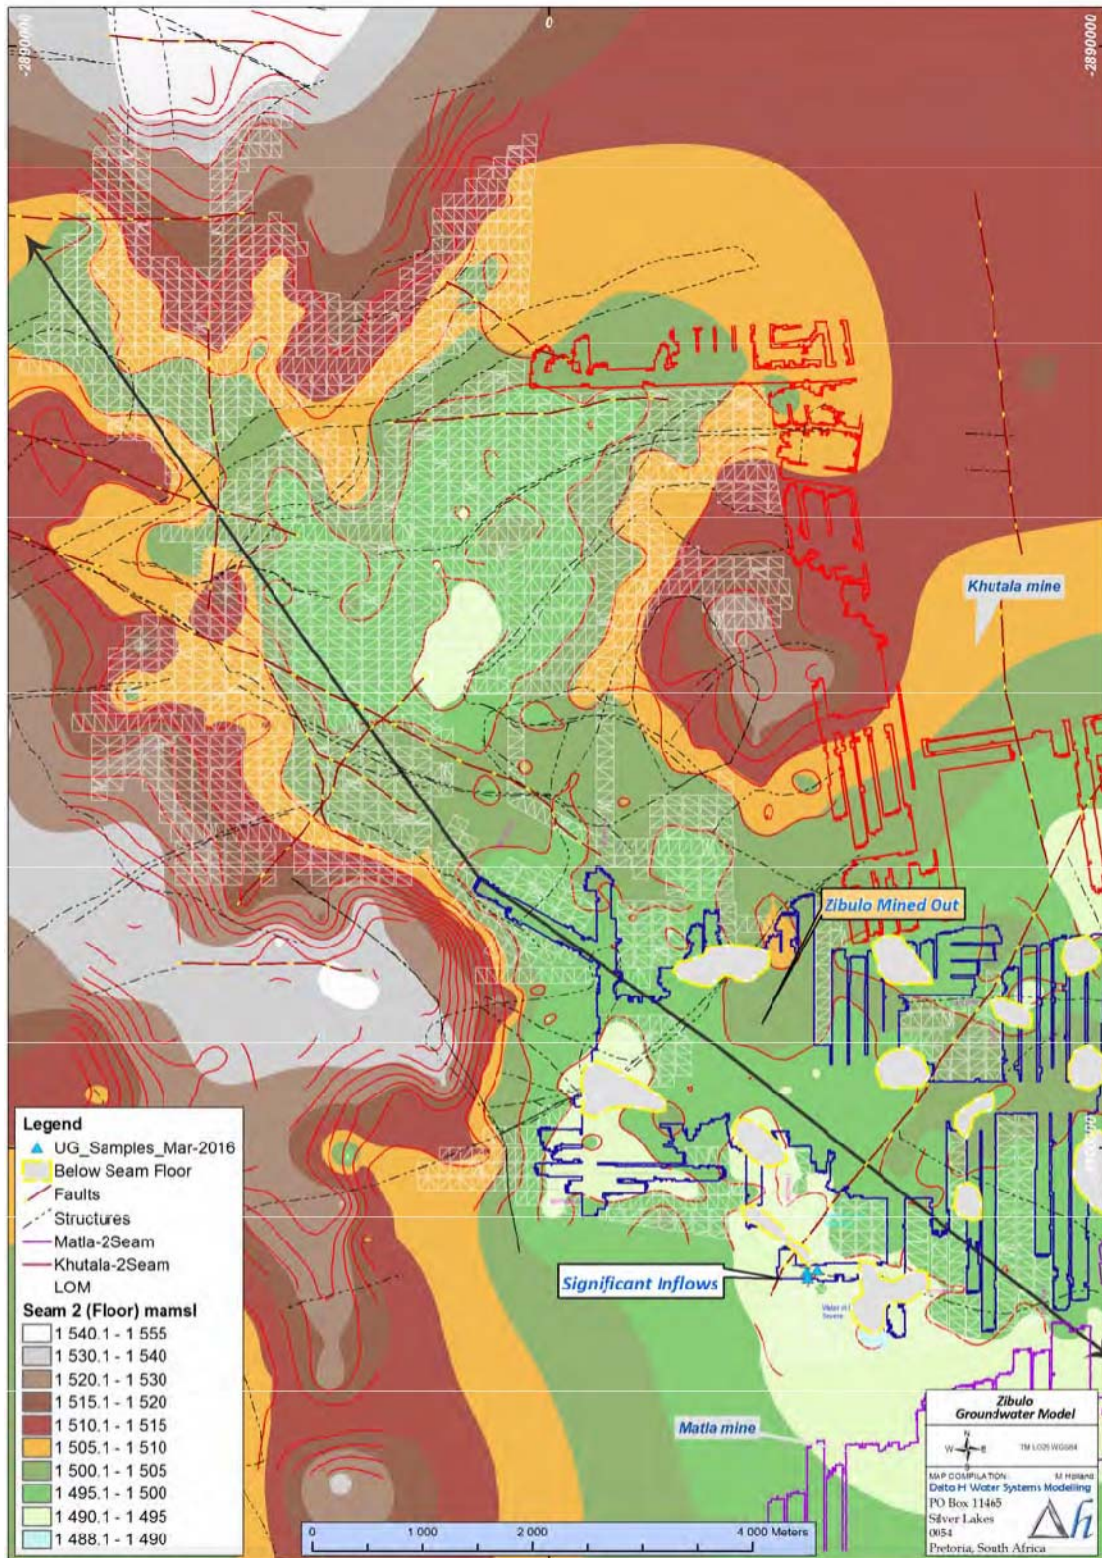 -2890000
0
-2890000
Khutala mine
Zibulo Mined Out
Significant Inflows
Matla mine
Legend
UG_Samples_Mar-2016
Below Seam Floor
Faults
Structures
Matla-2Seam
Khutala-2Seam
LOM
Seam 2 (Floor) mamsl
1 540.1 - 1 555
1 530.1 - 1 540
1 520.1 - 1 530
1 515.1 - 1 520
1 510.1 - 1 515
1 505.1 - 1 510
1 500.1 - 1 505
1 495.1 - 1 500
1 490.1 - 1 495
1 488.1 - 1 490
0 1 000 2 000 4 000 Meters
Zibulo
Groundwater Model
N
W E
S
MAP COMPILATION: M Holland
Delta H Water Systems Modelling
PO Box 11465
Silver Lakes
0054
Pretoria, South Africa
h